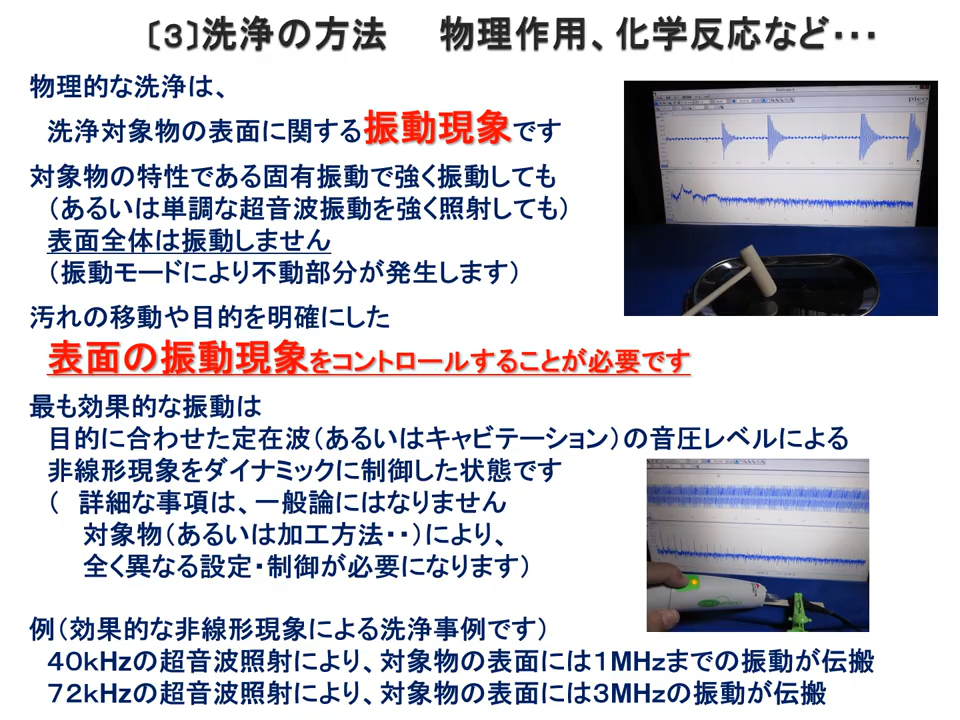 〔３〕洗浄の方法　　物理作用、化学反応など・・・
物理的な洗浄は、
洗浄対象物の表面に関する振動現象です
対象物の特性である固有振動で強く振動しても
（あるいは単調な超音波振動を強く照射しても）
表面全体は振動しません
（振動モードにより不動部分が発生します）
汚れの移動や目的を明確にした
表面の振動現象をコントロールすることが必要です
最も効果的な振動は
目的に合わせた定在波（あるいはキャビテーション）の音圧レベルによる
非線形現象をダイナミックに制御した状態です
（　詳細な事項は、一般論にはなりません
対象物（あるいは加工方法・・）により、
全く異なる設定・制御が必要になります）
例（効果的な非線形現象による洗浄事例です）
４０ｋHzの超音波照射により、対象物の表面には１MHzまでの振動が伝搬
７２ｋHzの超音波照射により、対象物の表面には３MHzの振動が伝搬
pico